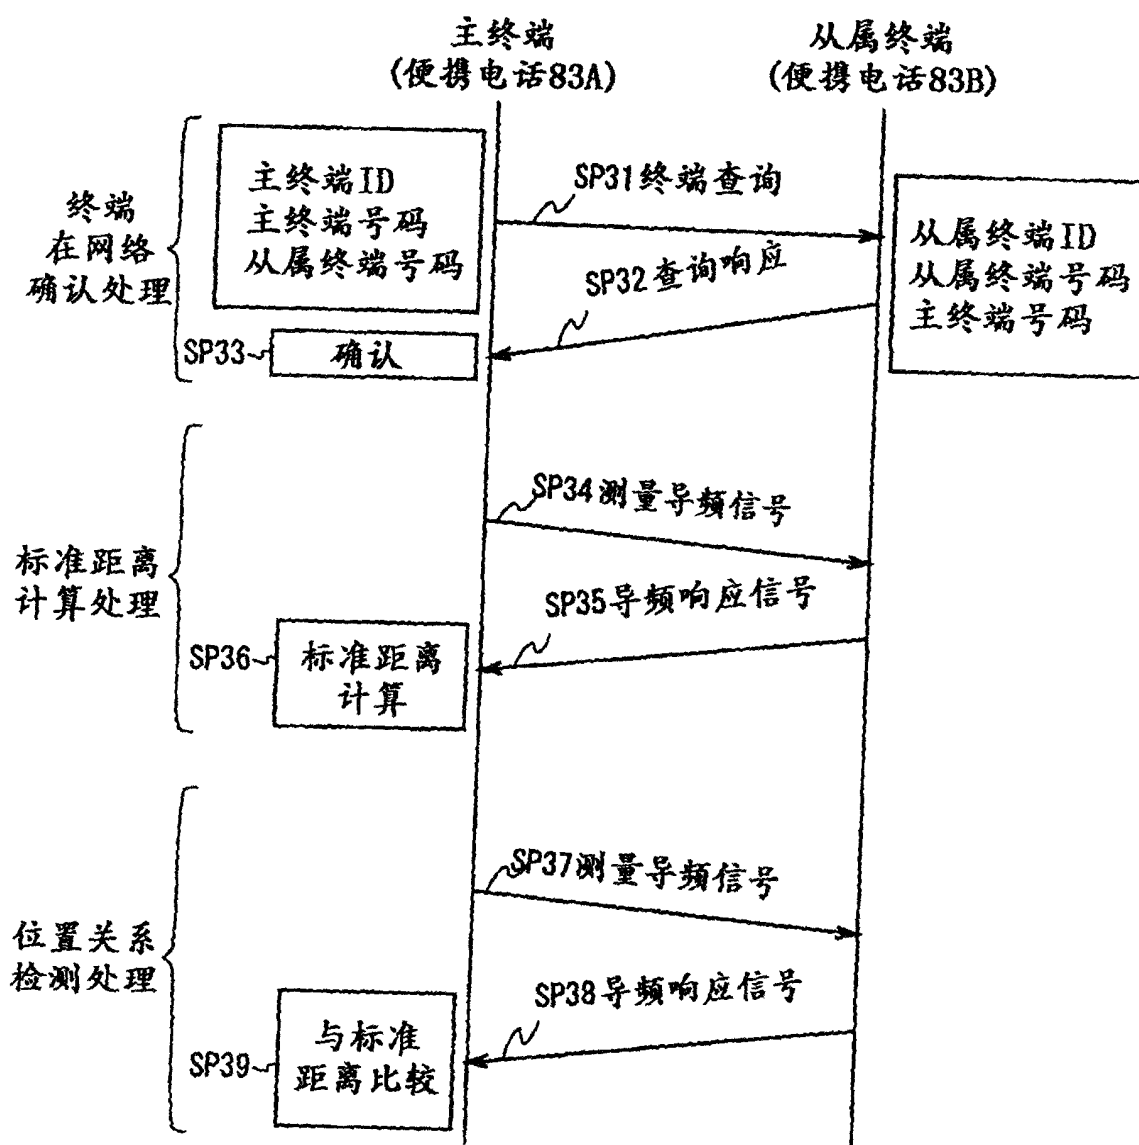 主终端
(便携电话83A)
从属终端
(便携电话83B)
终端
在网络
确认处理
主终端ID
主终端号码
从属终端号码
SP31终端查询
从属终端ID
从属终端号码
主终端号码
SP32查询响应
SP33
确认
标准距离
计算处理
SP34测量导频信号
SP35导频响应信号
SP36
标准距离
计算
位置关系
检测处理
SP37测量导频信号
SP38导频响应信号
SP39
与标准
距离比较